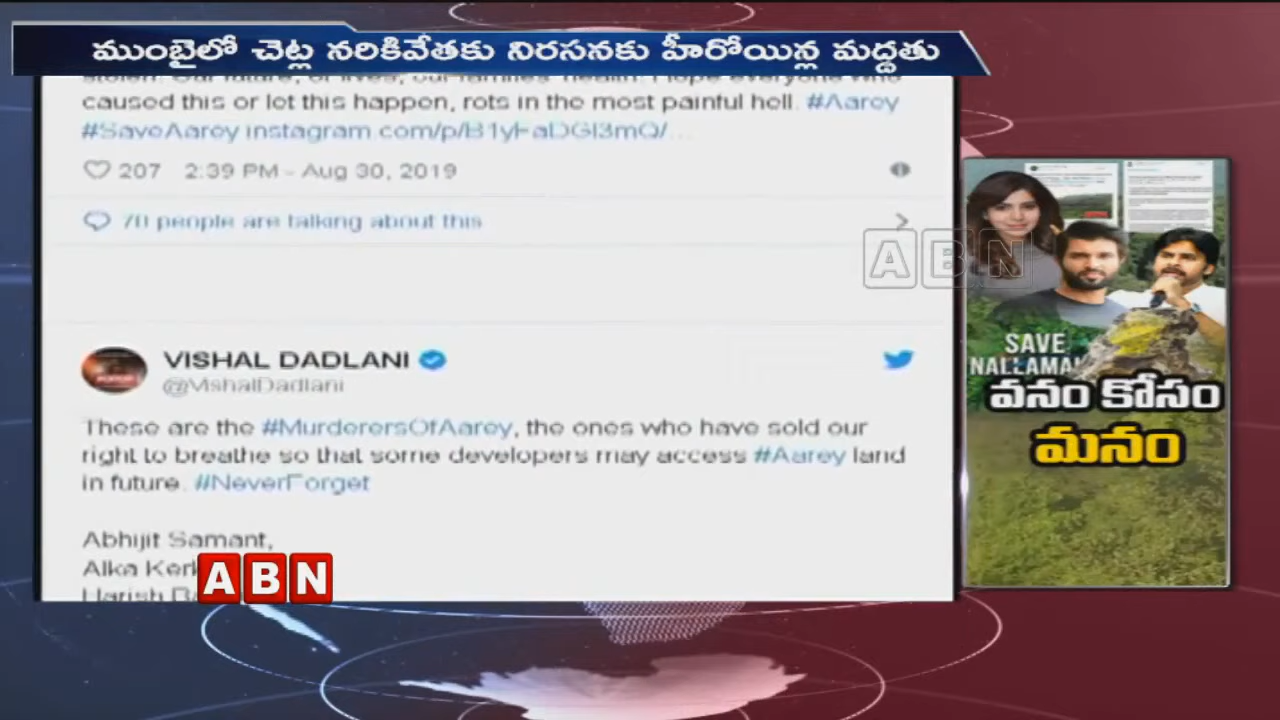 ముంబైలో చెట్ల నరికివేతకు నిరసనకు హీరోయిన్ల మద్దతు
caused this or let this happen, rots in the most painful hell. #Aarey
#SaveAarey instagram.com/p/B1yFaDGl3mQ/...
207 2:39 PM - Aug 30, 2019
70 people are talking about this
VISHAL DADLANI
@VishalDadlani
These are the #MurderersOfAarey, the ones who have sold our
right to breathe so that some developers may access #Aarey land
in future. #NeverForget
Abhijit Samant,
Alka
Harish
ABN
ABN
SAVE
వనం కోసం
మనం